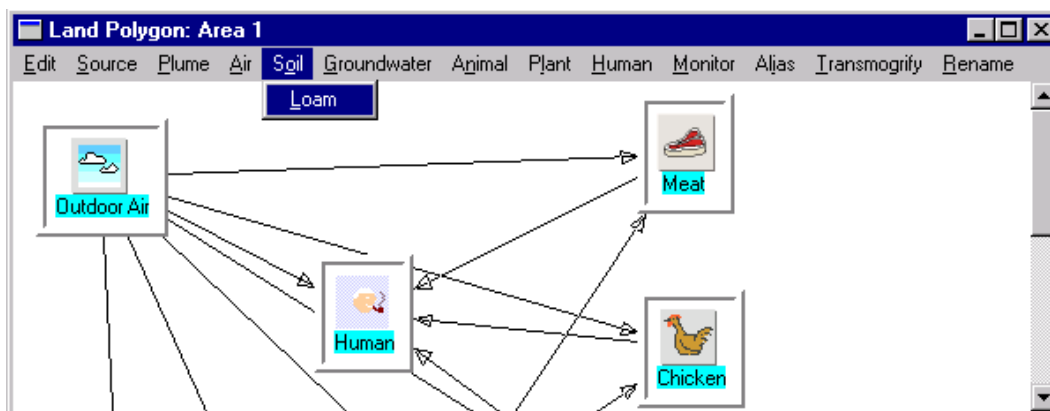 Land Polygon: Area 1
Edit Source Plume Air Soil Groundwater Animal Plant Human Monitor Alias Transmogrify Rename
Loam
Outdoor Air
Meat
Human
Chicken